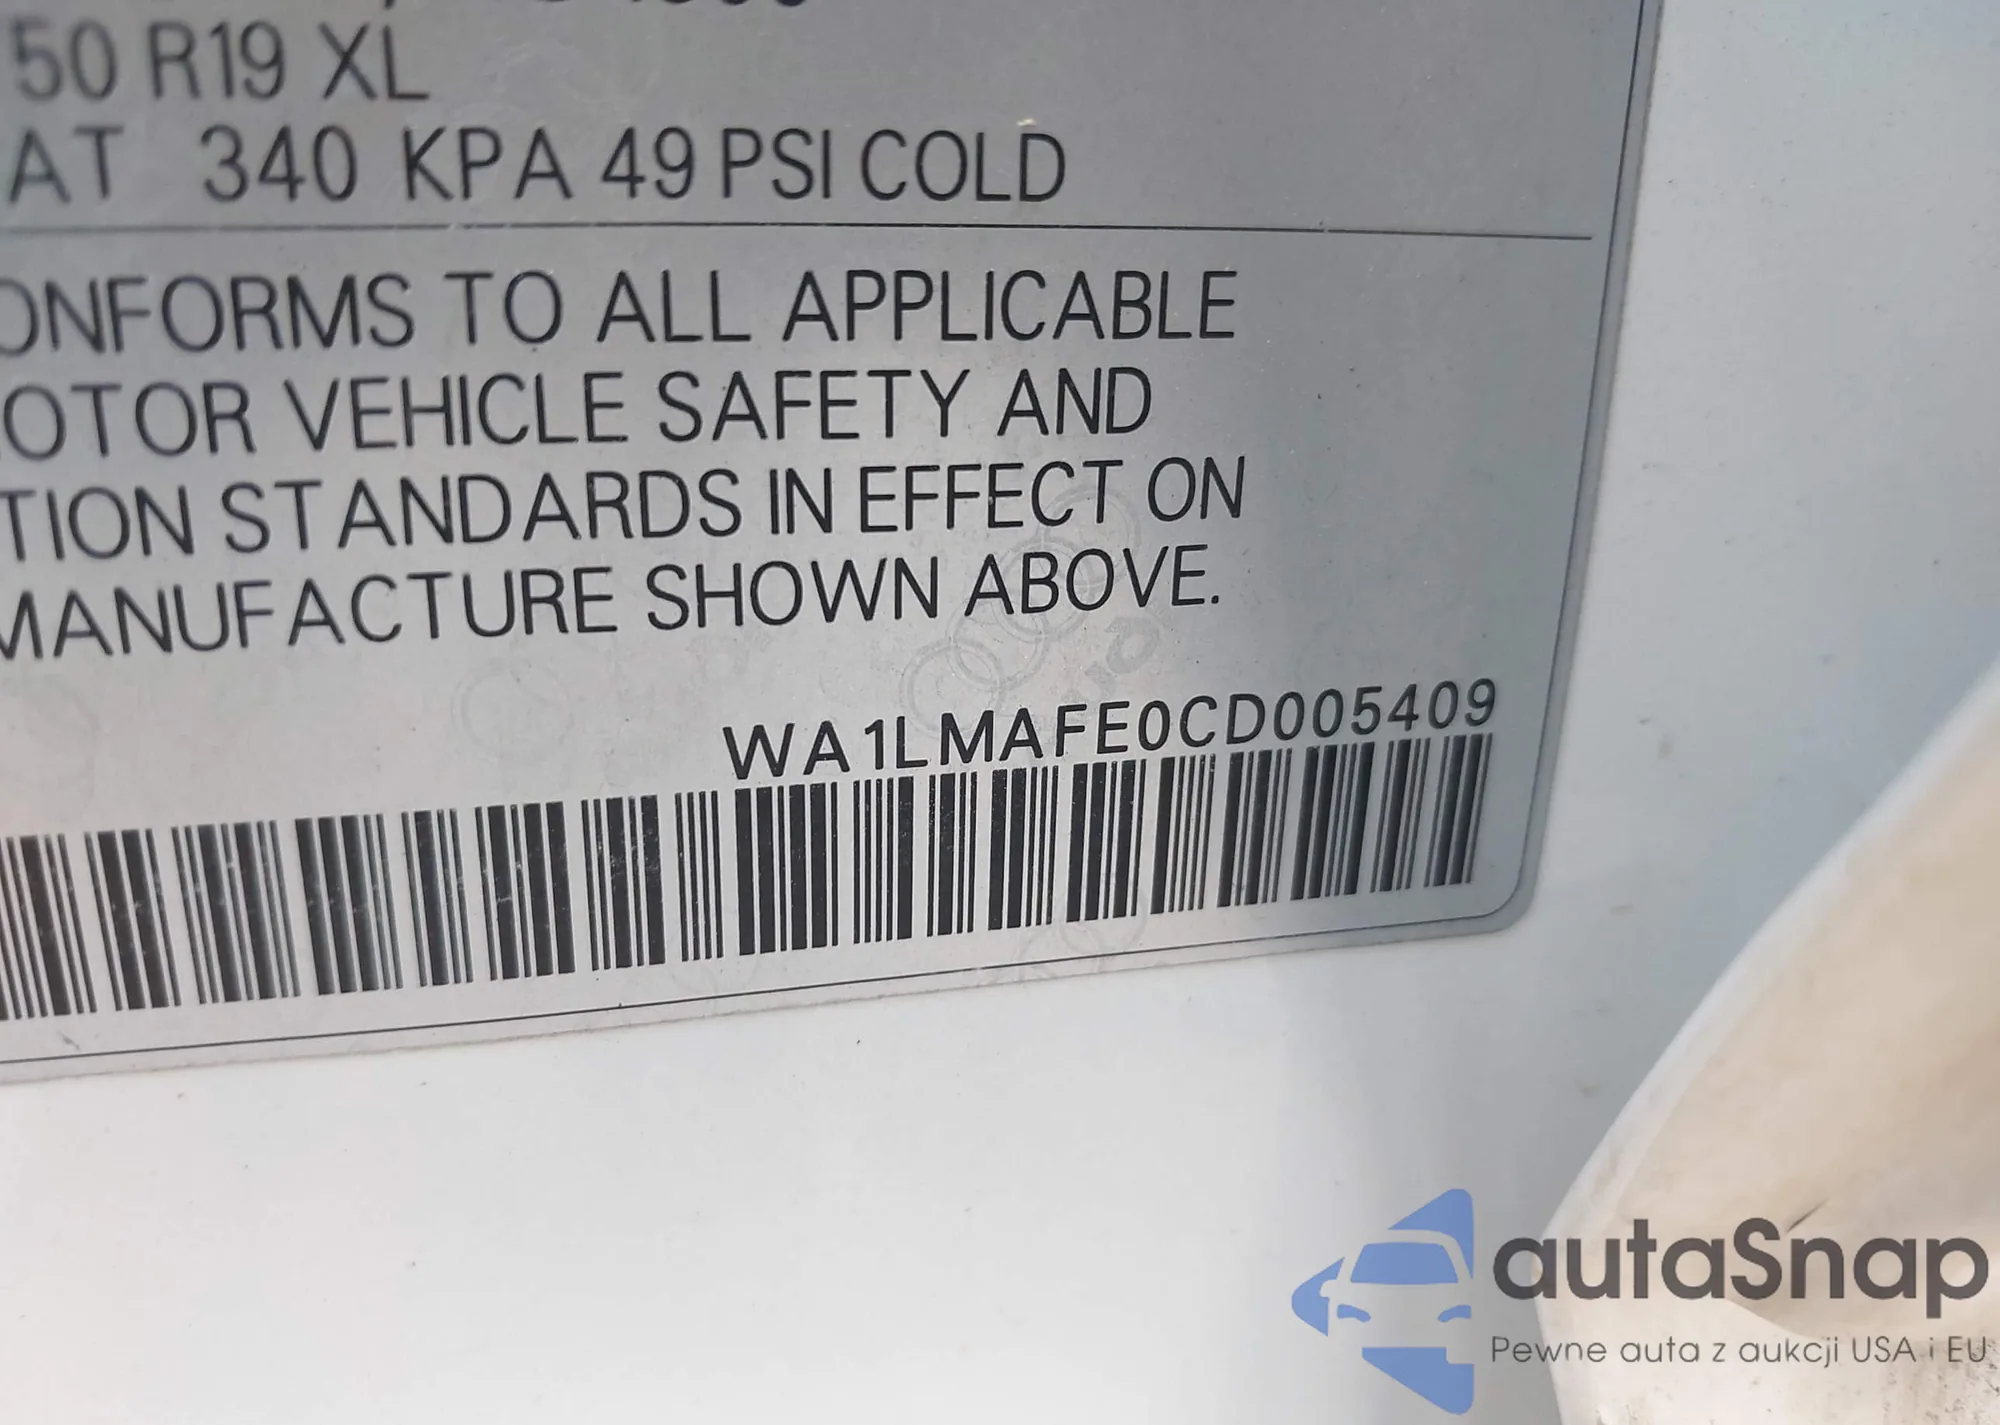 50 R19 XL
AT 340 KPA 49 PSI COLD
ONFORMS TO ALL APPLICABLE
OTOR VEHICLE SAFETY AND
TION STANDARDS IN EFFECT ON
MANUFACTURE SHOWN ABOVE.
WA1LMAFE0CD005409
autaSnap
Pewne auta z aukcji USA i EU